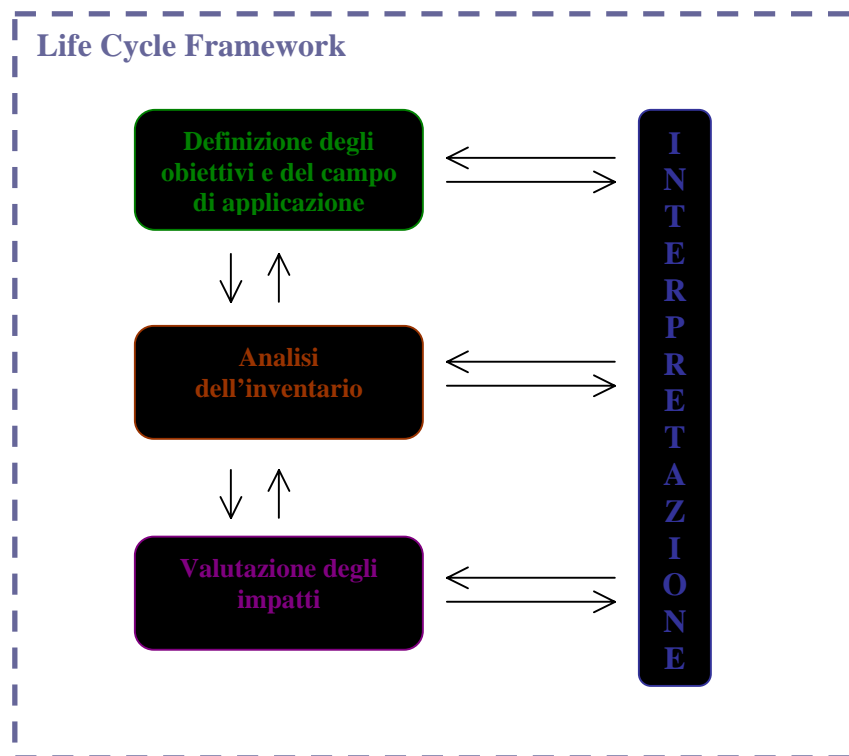 Life Cycle Framework
Definizione degli
obiettivi e del campo
di applicazione
Analisi
dell’inventario
Valutazione degli
impatti
I
N
T
E
R
P
R
E
T
A
Z
I
O
N
E